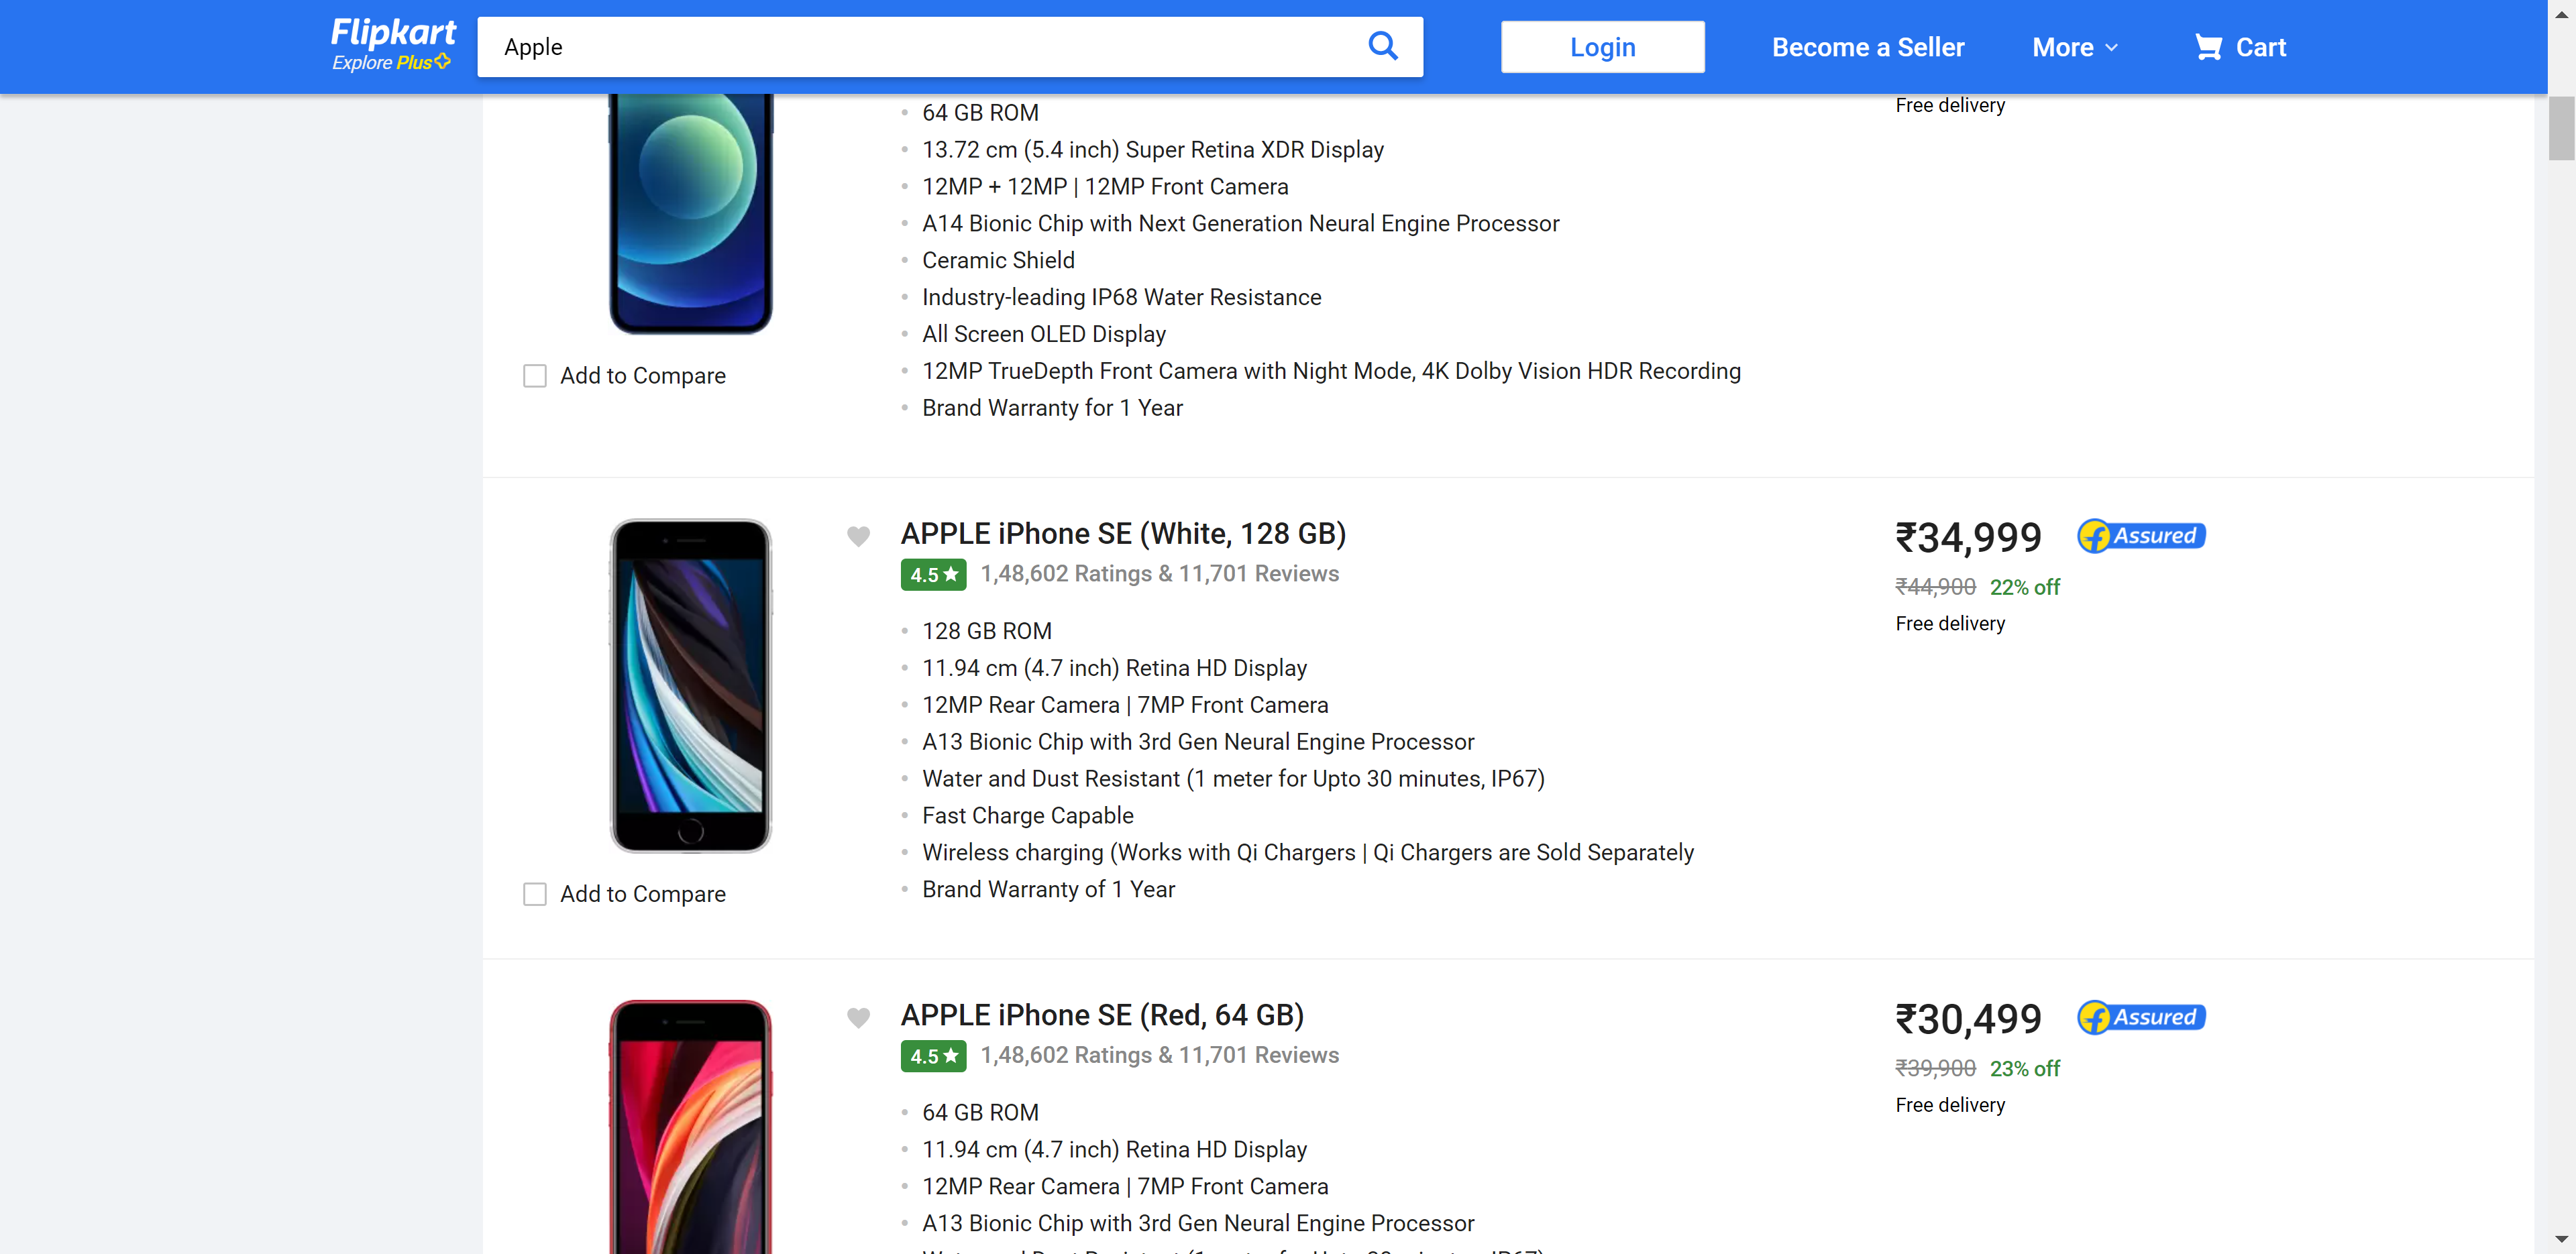 Flipkart
Explore Plus
Apple
Login
Become a Seller
More
Cart
64 GB ROM
13.72 cm (5.4 inch) Super Retina XDR Display
12MP + 12MP | 12MP Front Camera
A14 Bionic Chip with Next Generation Neural Engine Processor
Ceramic Shield
Industry-leading IP68 Water Resistance
All Screen OLED Display
12MP TrueDepth Front Camera with Night Mode, 4K Dolby Vision HDR Recording
Brand Warranty for 1 Year
Free delivery
Add to Compare
APPLE iPhone SE (White, 128 GB)
4.5★ 1,48,602 Ratings & 11,701 Reviews
128 GB ROM
11.94 cm (4.7 inch) Retina HD Display
12MP Rear Camera | 7MP Front Camera
A13 Bionic Chip with 3rd Gen Neural Engine Processor
Water and Dust Resistant (1 meter for Upto 30 minutes, IP67)
Fast Charge Capable
Wireless charging (Works with Qi Chargers | Qi Chargers are Sold Separately
Brand Warranty of 1 Year
₹34,999
Assured
₹44,900 22% off
Free delivery
Add to Compare
APPLE iPhone SE (Red, 64 GB)
4.5★ 1,48,602 Ratings & 11,701 Reviews
64 GB ROM
11.94 cm (4.7 inch) Retina HD Display
12MP Rear Camera | 7MP Front Camera
A13 Bionic Chip with 3rd Gen Neural Engine Processor
₹30,499
Assured
₹39,900 23% off
Free delivery